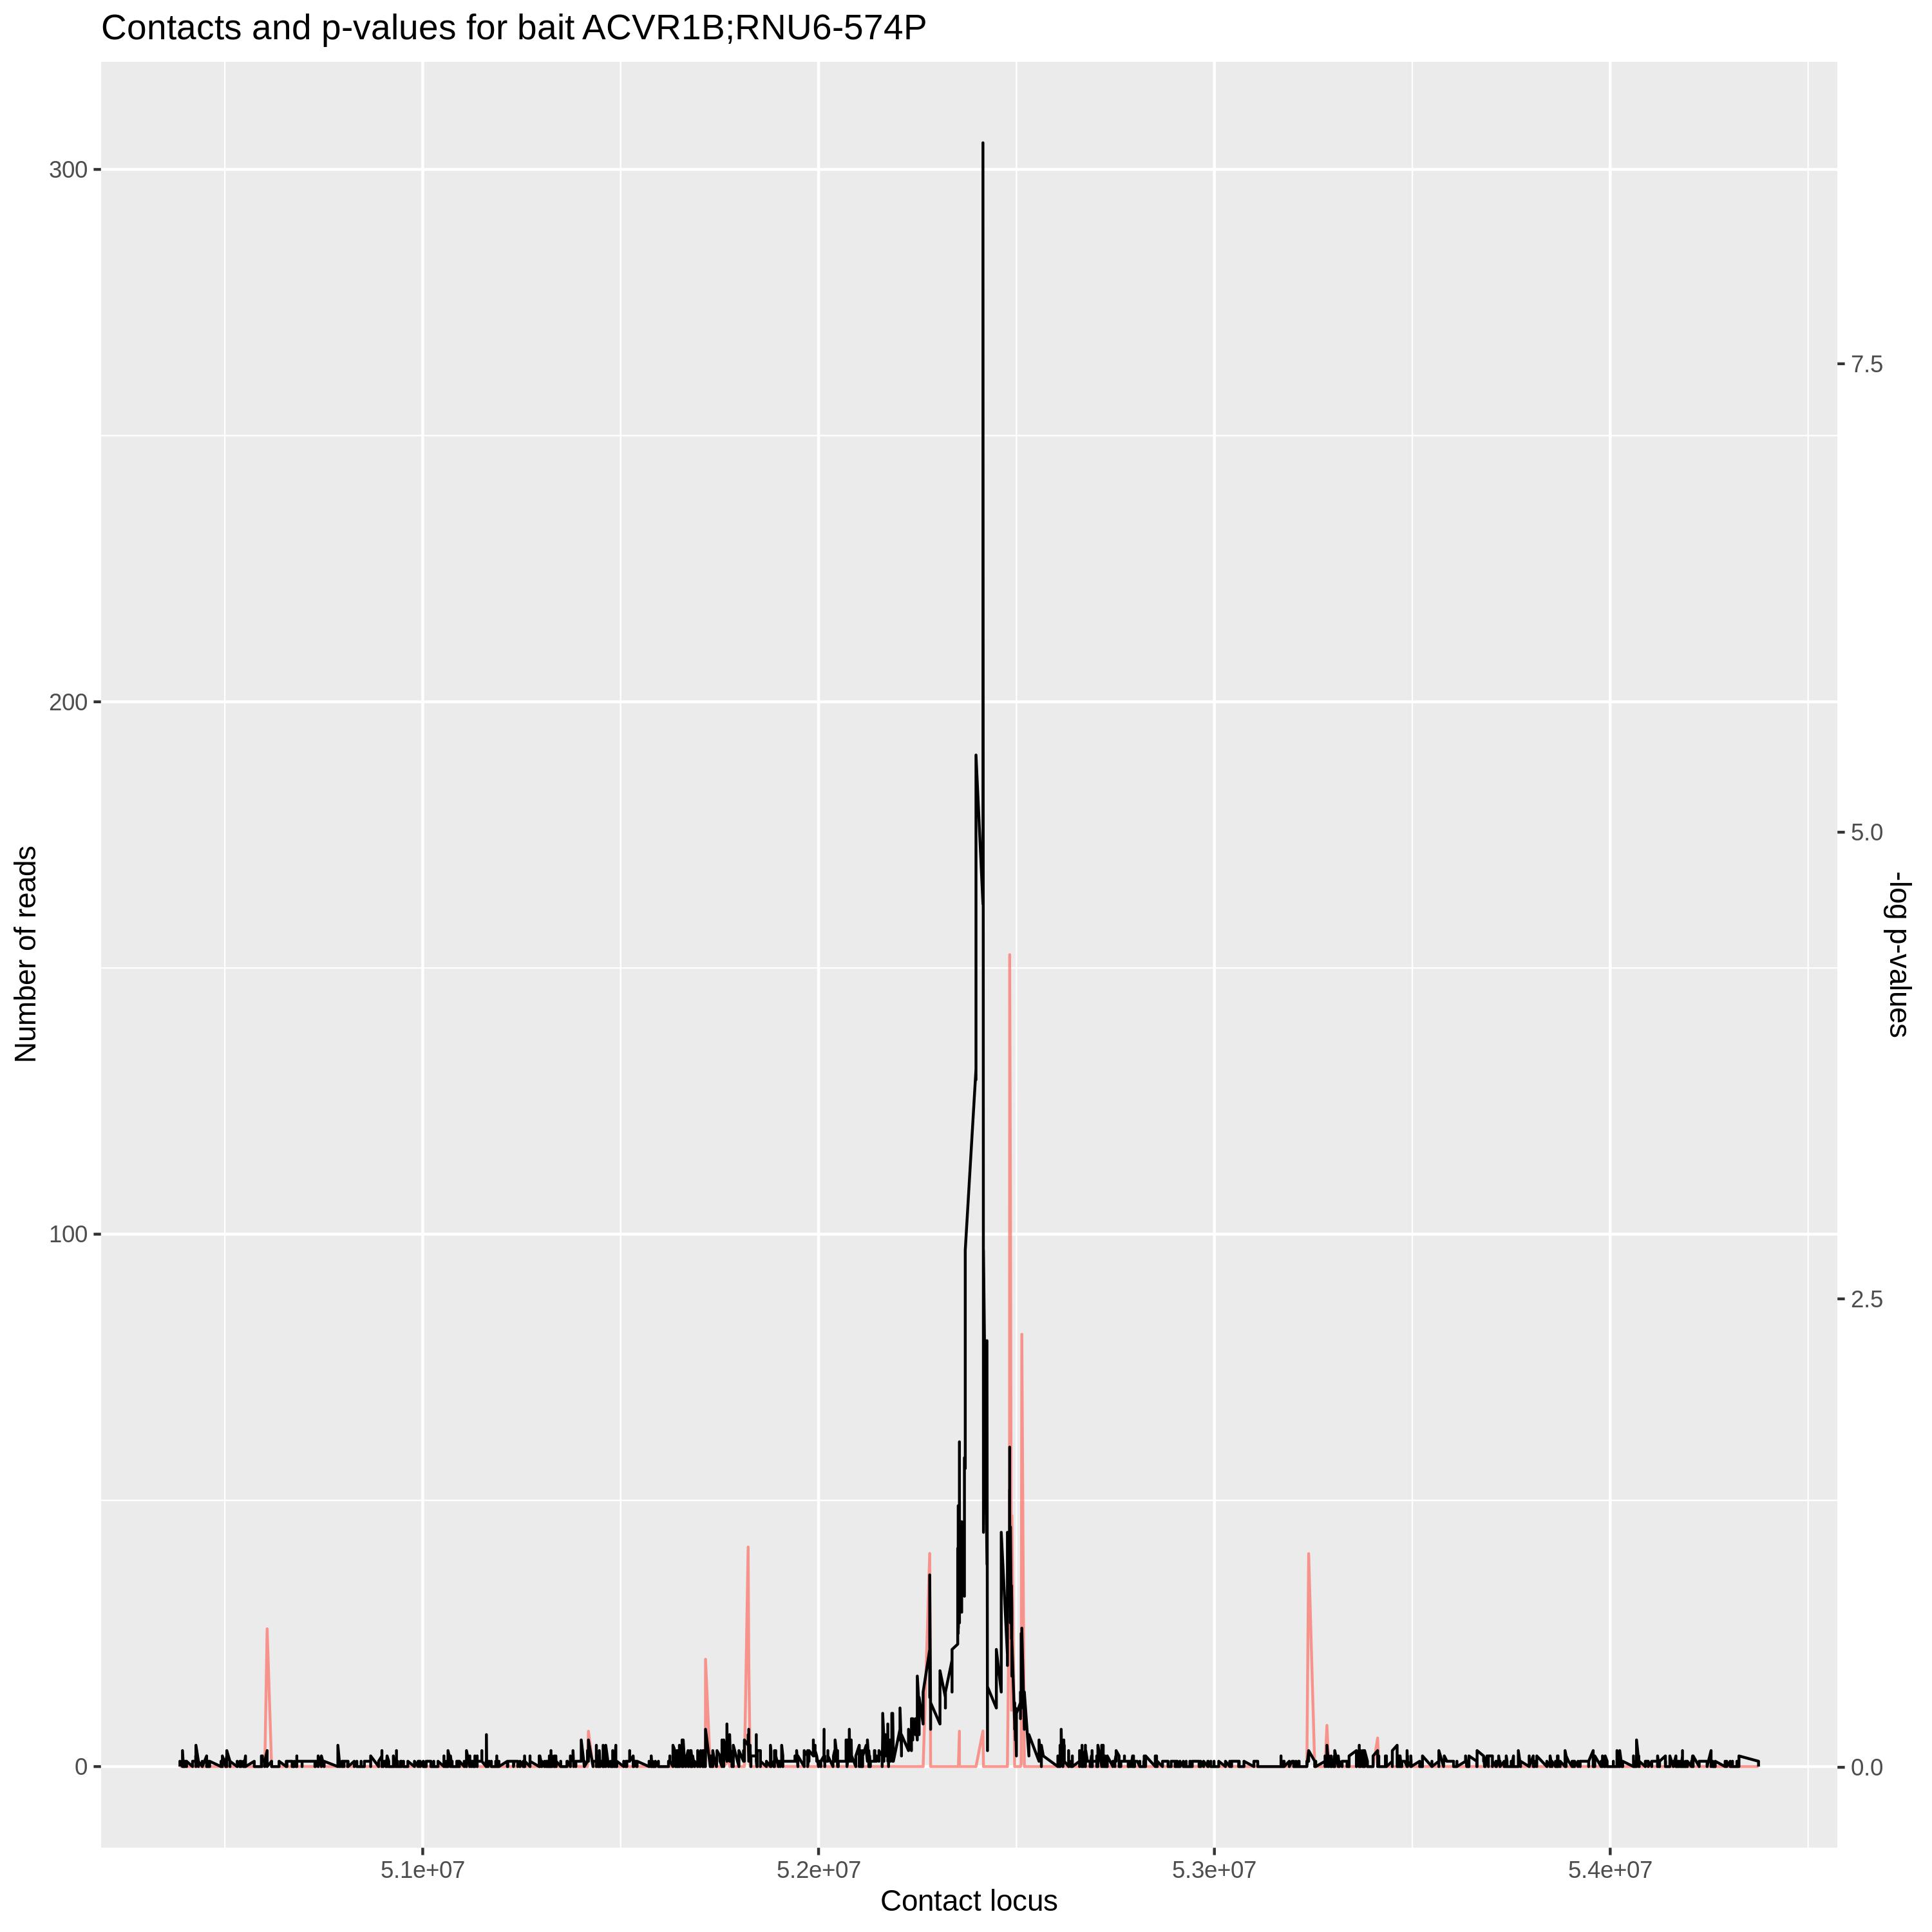 Contacts and p-values for bait ACVR1B;RNU6-574P
300
200
100
0
Number of reads
7.5
5.0
2.5
0.0
-log p-values
5.1e+07
5.2e+07
5.3e+07
5.4e+07
Contact locus